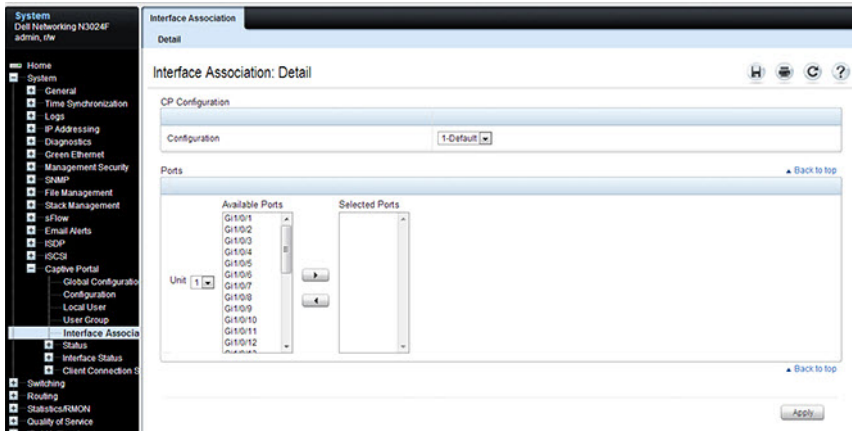 System
Dell Networking N3024F
admin, r/w
Home
System
General
Time Synchronization
Logs
IP Addressing
Diagnostics
Green Ethernet
Management Security
SNMP
File Management
Stack Management
sFlow
Email Alerts
ISDP
iSCSI
Captive Portal
Global Configuratio
Configuration
Local User
User Group
Interface Associa
Status
Interface Status
Client Connection S
Switching
Routing
Statistics/RMON
Quality of Service
Interface Association
Detail
Interface Association: Detail
CP Configuration
Configuration
1-Default
Ports
Back to top
Available Ports
Selected Ports
Unit 1
Gi1/0/1
Gi1/0/2
Gi1/0/3
Gi1/0/4
Gi1/0/5
Gi1/0/6
Gi1/0/7
Gi1/0/8
Gi1/0/9
Gi1/0/10
Gi1/0/11
Gi1/0/12
Back to top
Apply